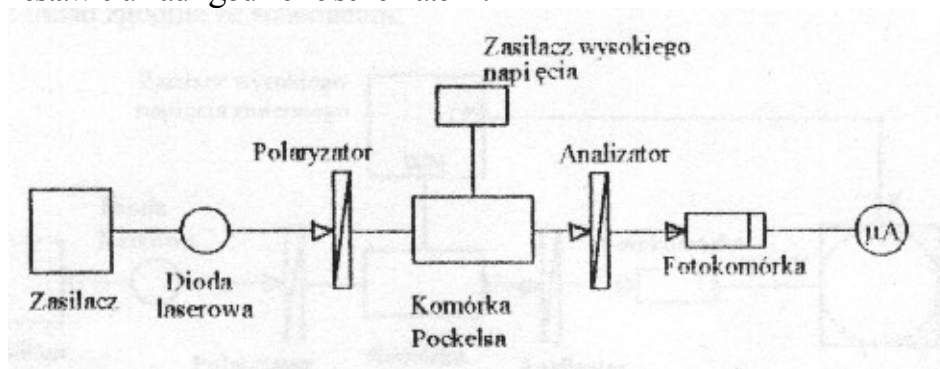 Zasilacz wysokiego
napięcia
Polaryzator
Analizator
Zasilacz
Dioda
laserowa
Komórka
Pockelsa
Fotokomórka
μA